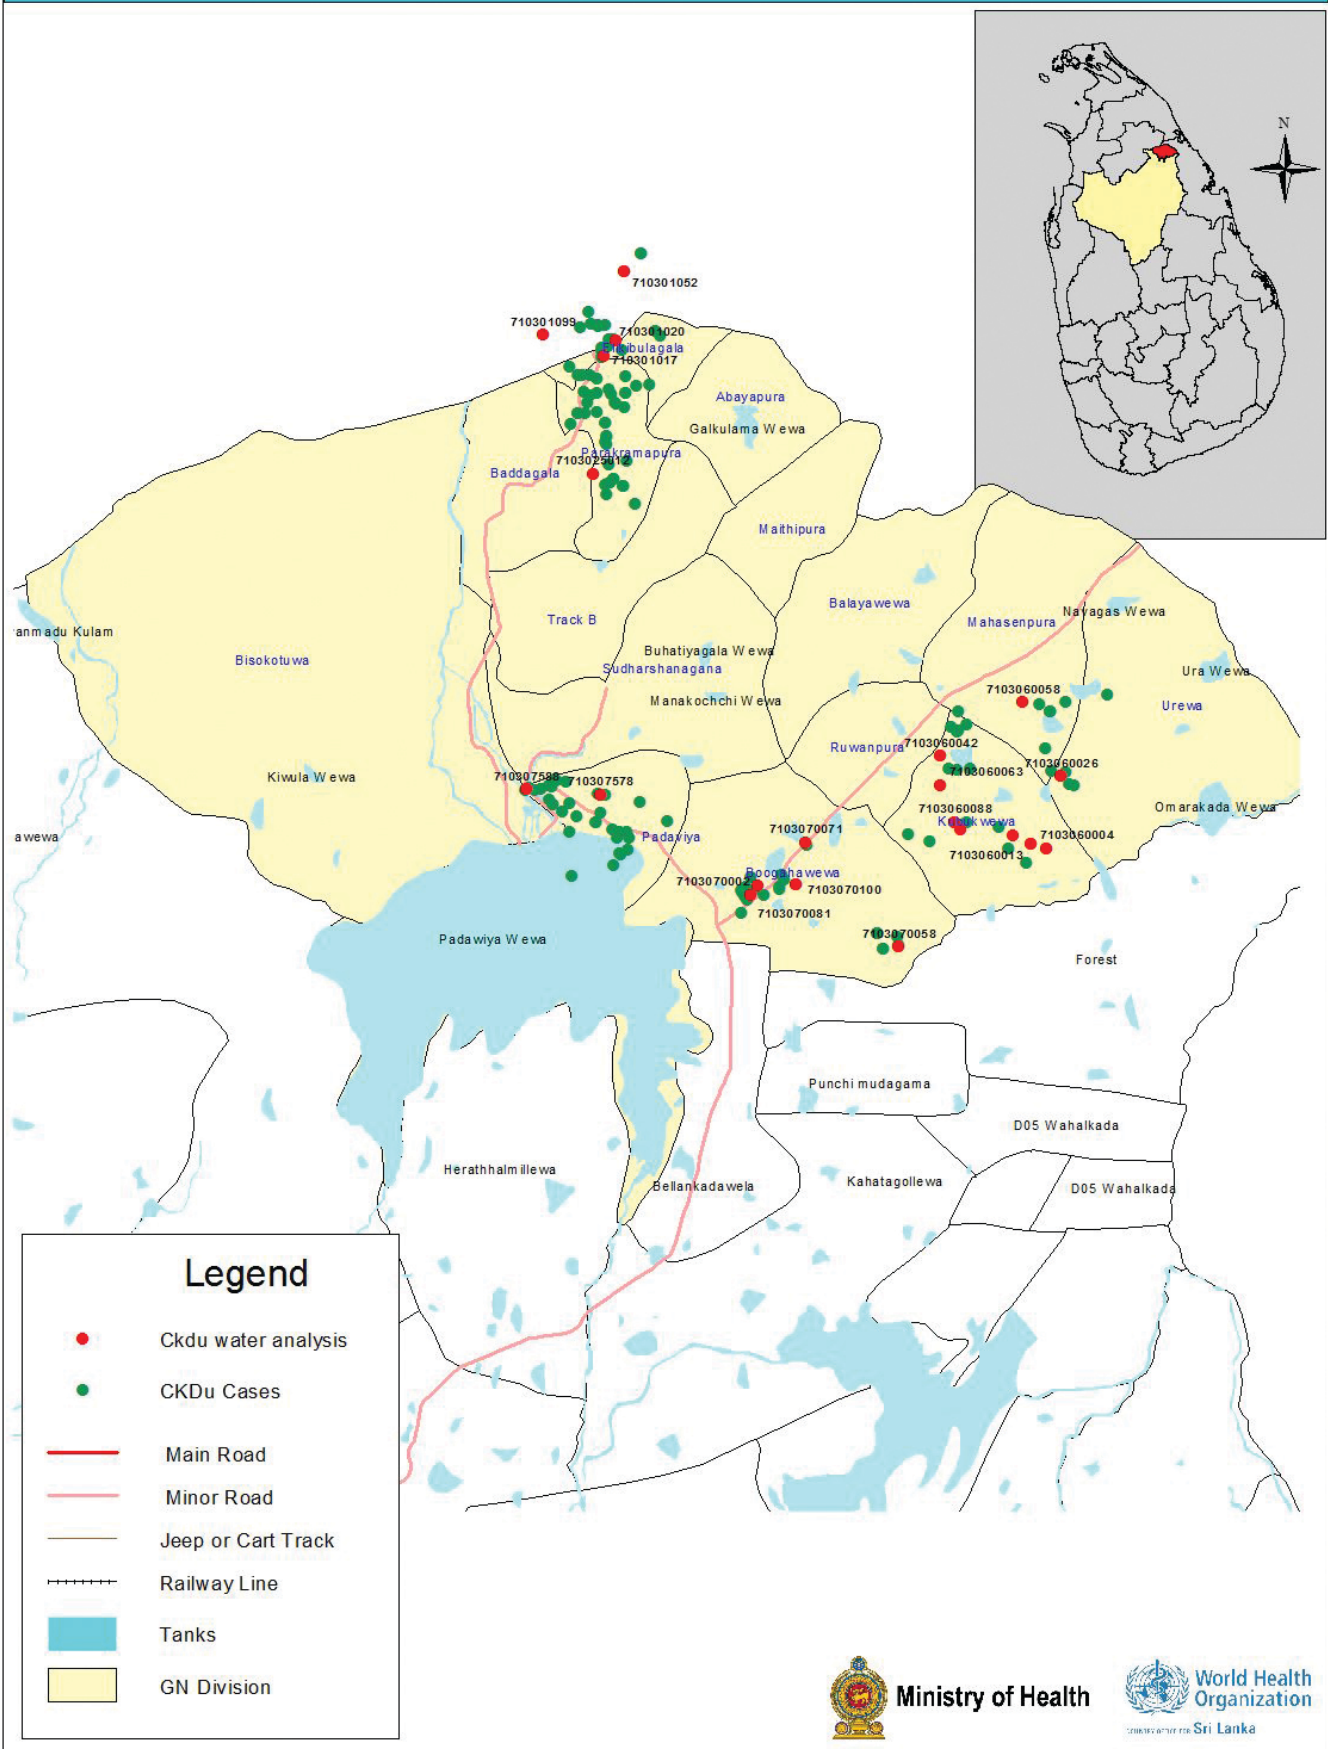 N
710301052
710301099
710301020
710301017
Abayapura
Galkulama Wewa
Parakramapura
7103025012
Baddagala
Maithipura
Balayawewa
Track B
Mahasenpura
Navagas Wewa
anmadu Kulam
Bisokotuwa
Buhatiyagala Wewa
Sudharshanagana
Ura Wewa
Manakochchi Wewa
7103060058
Urewa
Ruwanpura
7103060042
7103060026
7103060063
Kiwula Wewa
710307588
710307578
Omarakada Wewa
7103060088
awewa
Padaviya
7103070071
7103060004
7103060013
Boogahawewa
7103070002
7103070100
7103070081
7103070058
Padawiya Wewa
Forest
Punchi mudagama
D05 Wahalkada
Herathhalmillewa
Bellankadawela
Kahatagollewa
D05 Wahalkada
Legend
Ckdu water analysis
CKDu Cases
Main Road
Minor Road
Jeep or Cart Track
Railway Line
Tanks
GN Division
Ministry of Health
World Health
Organization
COUNTRY OFFICE FOR Sri Lanka